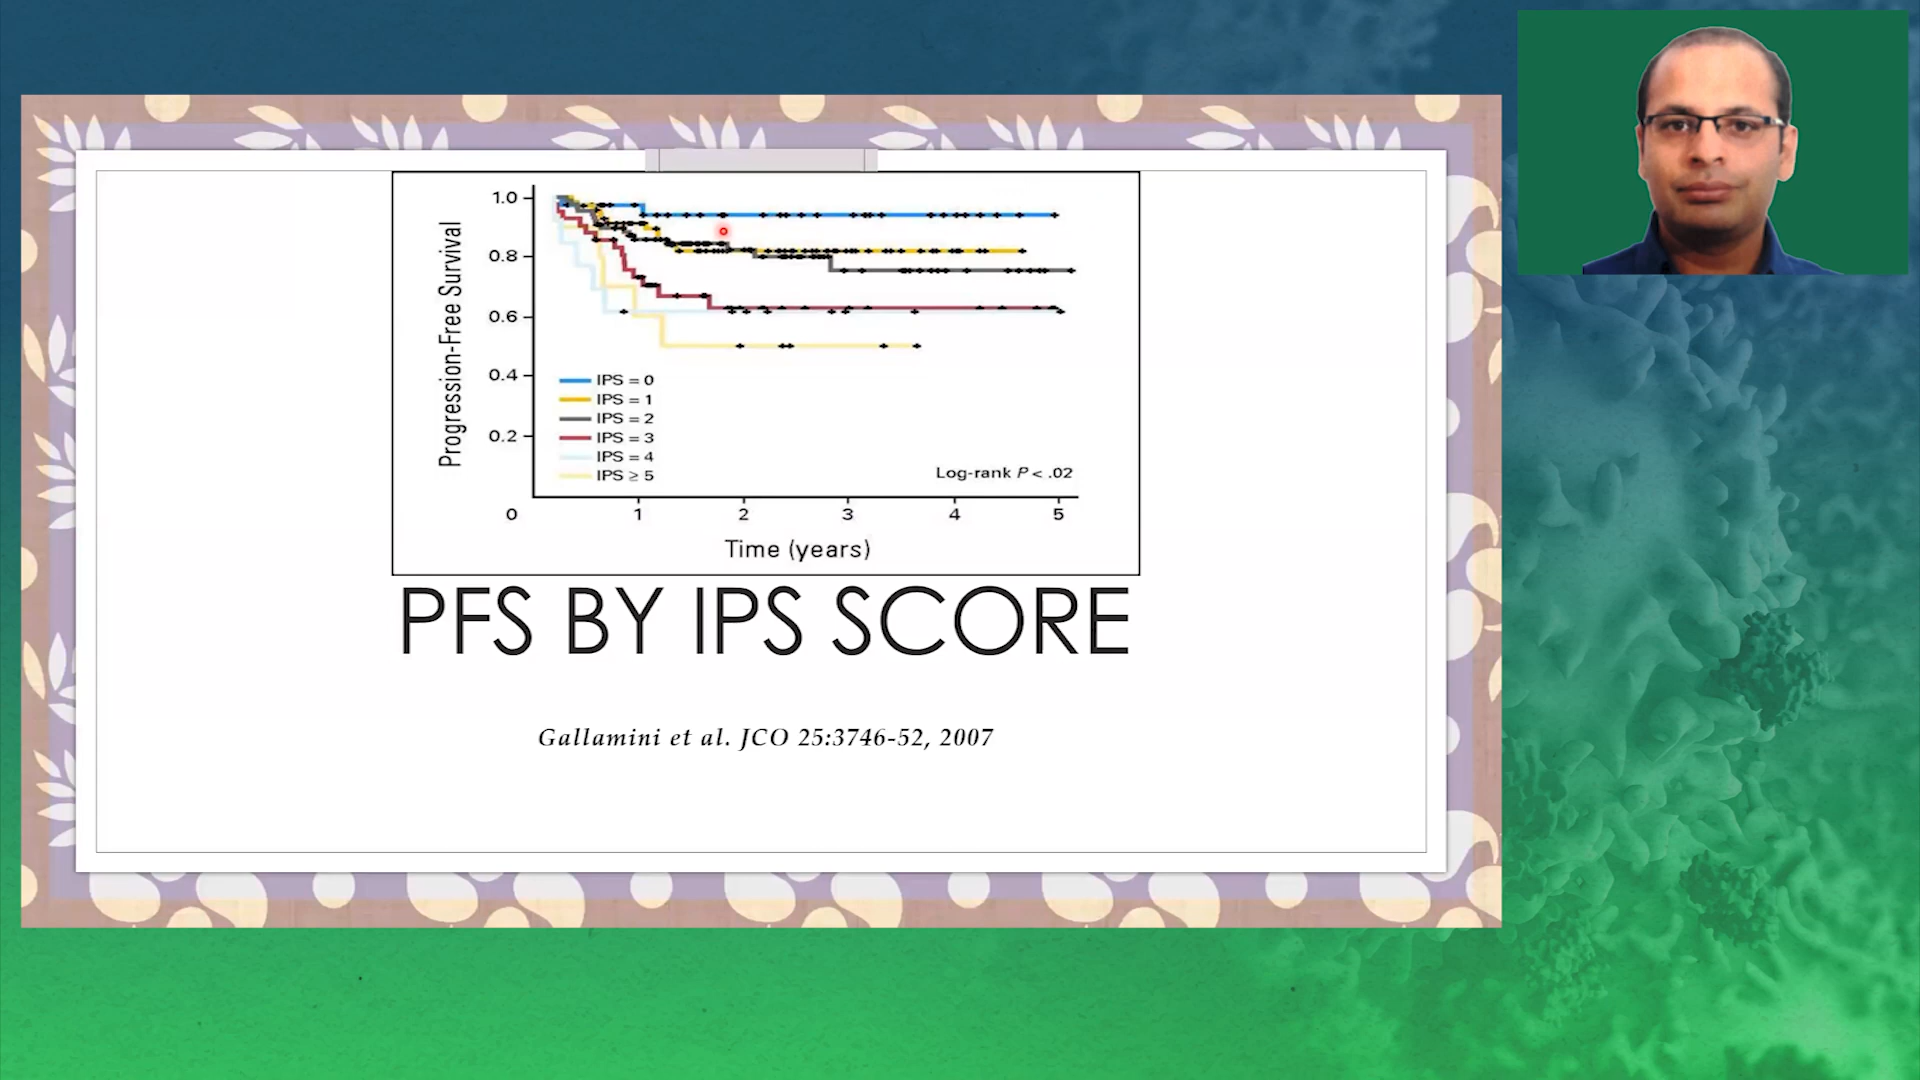 Progression-Free Survival
1.0
0.8
0.6
0.4
0.2
IPS = 0
IPS = 1
IPS = 2
IPS = 3
IPS = 4
IPS ≥ 5
Log-rank P < .02
0 1 2 3 4 5
Time (years)
PFS BY IPS SCORE
Gallamini et al. JCO 25:3746-52, 2007